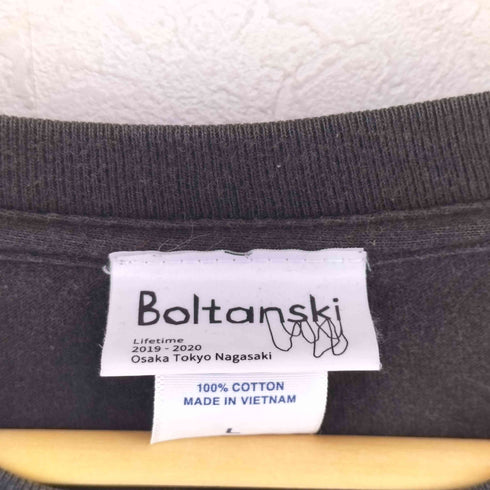 Boltanski
Lifetime
2019 - 2020
Osaka Tokyo Nagasaki
100% COTTON
MADE IN VIETNAM
L